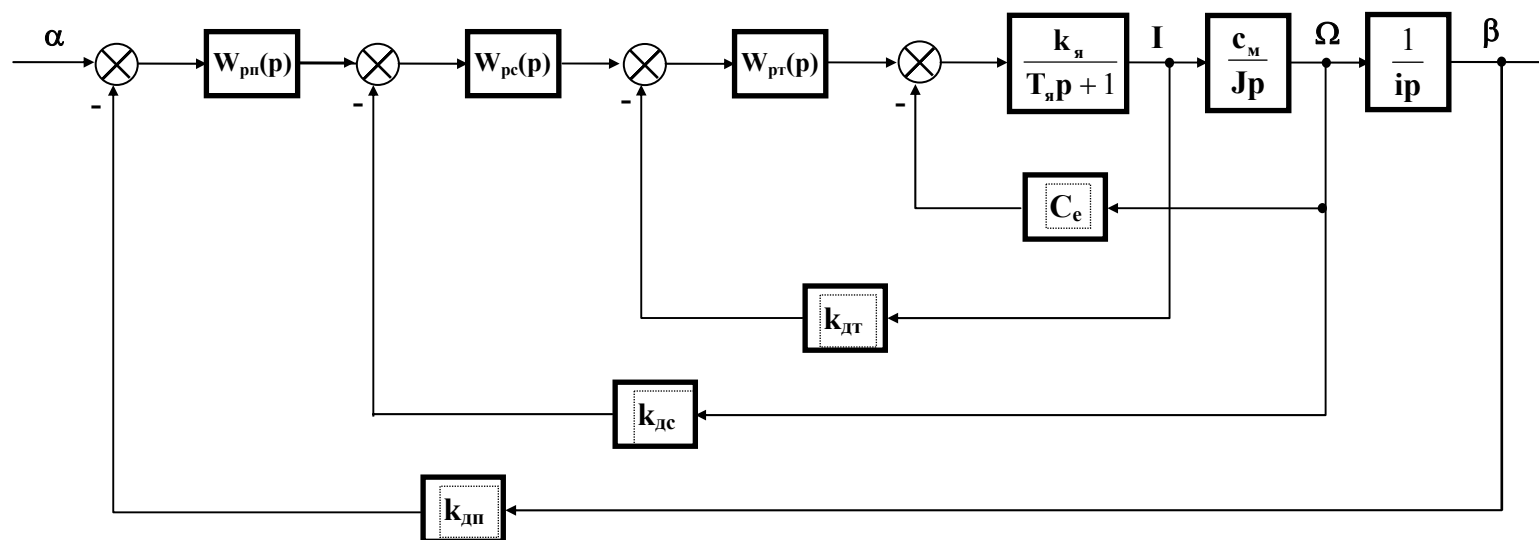 α
-
W_рп(p)
-
W_рс(p)
-
W_рт(p)
-
k_я
T_я p + 1
I
c_м
Jp
Ω
1
ip
β
C_e
k_дт
k_дс
k_дп